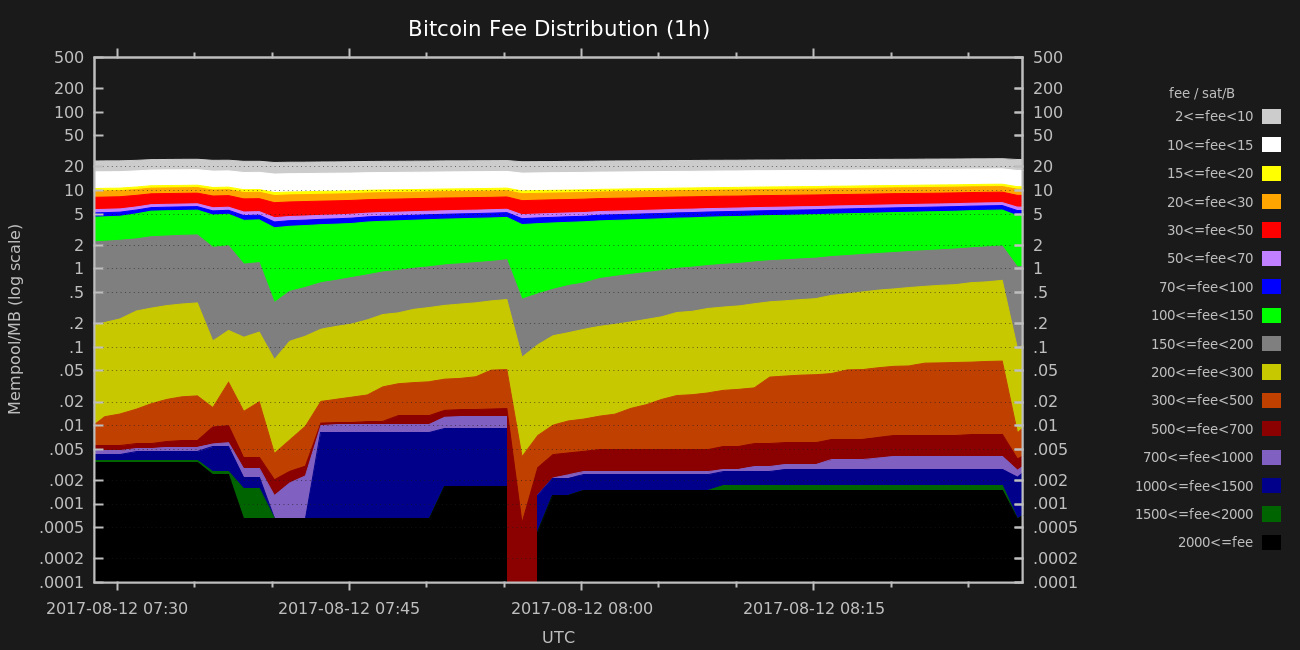 Bitcoin Fee Distribution (1h)
500
200
100
50
20
10
5
2
1
.5
.2
.1
.05
.02
.01
.005
.002
.001
.0005
.0002
.0001
Mempool/MB (log scale)
500
200
100
50
20
10
5
2
1
.5
.2
.1
.05
.02
.01
.005
.002
.001
.0005
.0002
.0001
2017-08-12 07:30 2017-08-12 07:45 2017-08-12 08:00 2017-08-12 08:15
UTC
fee / sat/B
2<=fee<10
10<=fee<15
15<=fee<20
20<=fee<30
30<=fee<50
50<=fee<70
70<=fee<100
100<=fee<150
150<=fee<200
200<=fee<300
300<=fee<500
500<=fee<700
700<=fee<1000
1000<=fee<1500
1500<=fee<2000
2000<=fee